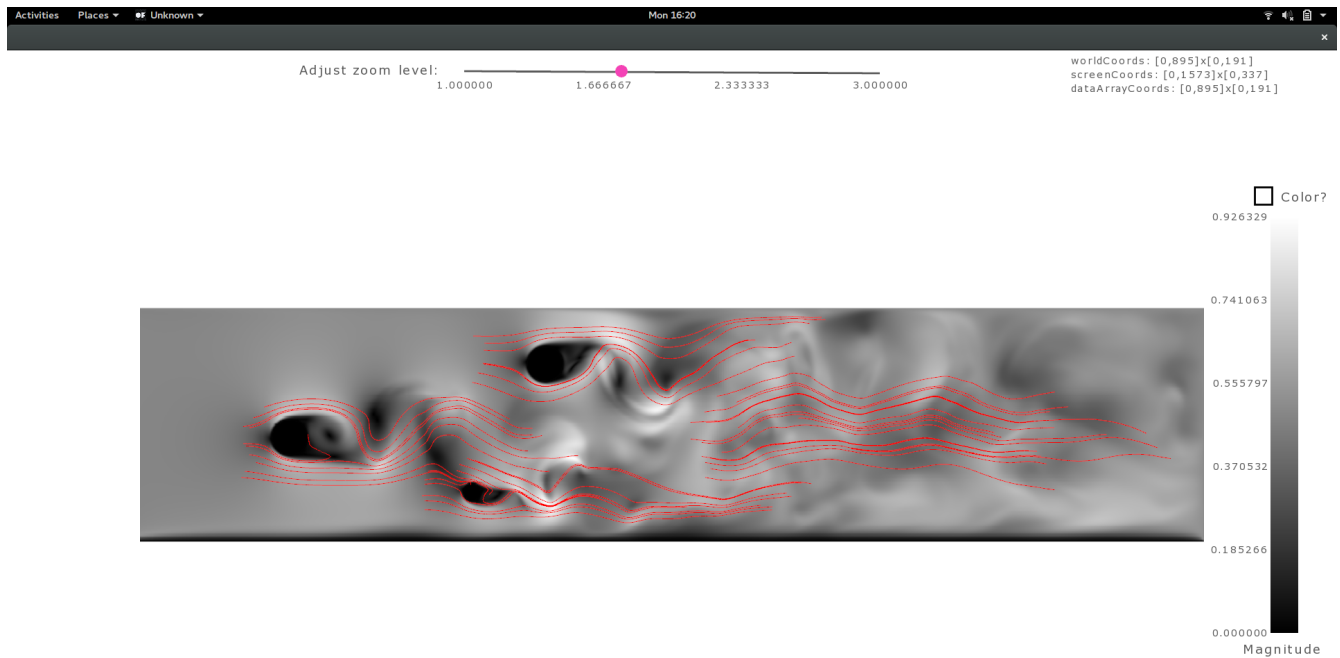 Activities Places Unknown Mon 16:20
×
Adjust zoom level:
1.000000 1.666667 2.333333 3.000000
worldCoords: [0,895]x[0,191]
screenCoords: [0,1573]x[0,337]
dataArrayCoords: [0,895]x[0,191]
Color?
0.926329
0.741063
0.555797
0.370532
0.185266
0.000000
Magnitude